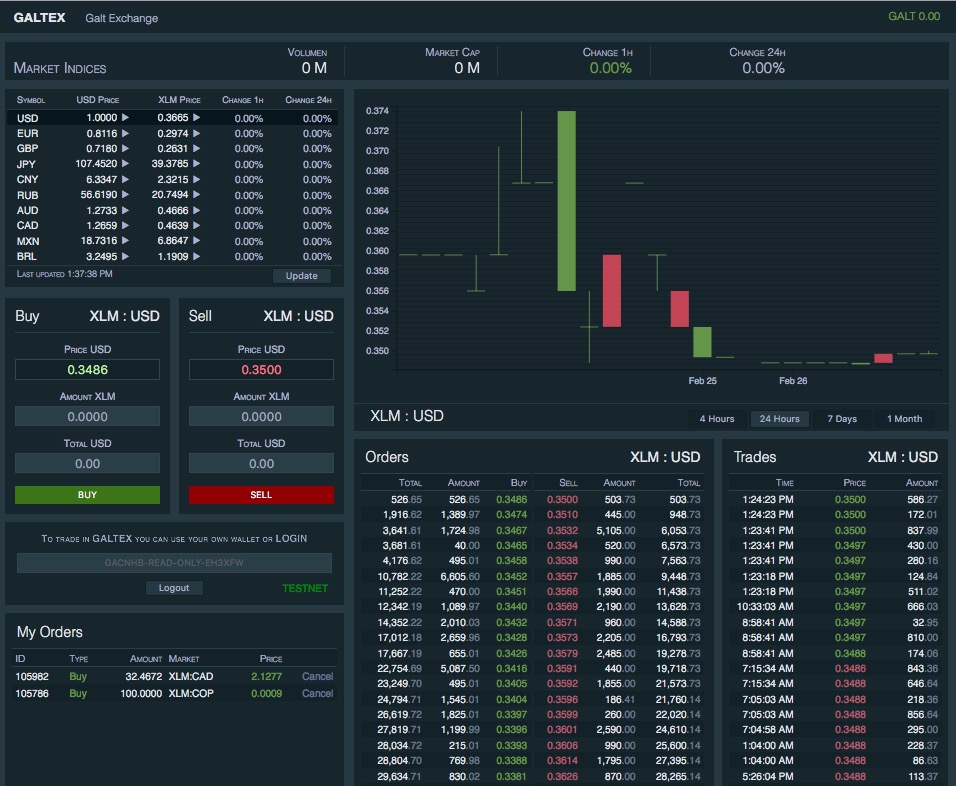 GALTEX Galt Exchange GALT 0.00
Market Indices
Volumen Market Cap Change 1h Change 24h
0 M 0 M 0.00% 0.00%
Symbol USD Price XLM Price Change 1h Change 24h
USD 1.0000 ▶ 0.3665 ▶ 0.00% 0.00%
EUR 0.8116 ▶ 0.2974 ▶ 0.00% 0.00%
GBP 0.7180 ▶ 0.2631 ▶ 0.00% 0.00%
JPY 107.4520 ▶ 39.3785 ▶ 0.00% 0.00%
CNY 6.3347 ▶ 2.3215 ▶ 0.00% 0.00%
RUB 56.6190 ▶ 20.7494 ▶ 0.00% 0.00%
AUD 1.2733 ▶ 0.4666 ▶ 0.00% 0.00%
CAD 1.2659 ▶ 0.4639 ▶ 0.00% 0.00%
MXN 18.7316 ▶ 6.8647 ▶ 0.00% 0.00%
BRL 3.2495 ▶ 1.1909 ▶ 0.00% 0.00%
Last updated 1:37:38 PM Update
Buy XLM : USD
Price USD
0.3486
Amount XLM
0.0000
Total USD
0.00
BUY
Sell XLM : USD
Price USD
0.3500
Amount XLM
0.0000
Total USD
0.00
SELL
To trade in GALTEX you can use your own wallet or LOGIN
GACNHB-READ-ONLY-EH3XFW
Logout TESTNET
My Orders
ID Type Amount Market Price
105982 Buy 32.4672 XLM:CAD 2.1277 Cancel
105786 Buy 100.0000 XLM:COP 0.0009 Cancel
0.374
0.372
0.370
0.368
0.366
0.364
0.362
0.360
0.358
0.356
0.354
0.352
0.350
Feb 25 Feb 26
XLM : USD 4 Hours 24 Hours 7 Days 1 Month
Orders XLM : USD
Total Amount Buy Sell Amount Total
526.65 526.65 0.3486 0.3500 503.73 503.73
1,916.62 1,389.97 0.3474 0.3510 445.00 948.73
3,641.61 1,724.98 0.3467 0.3532 5,105.00 6,053.73
3,681.61 40.00 0.3465 0.3534 520.00 6,573.73
4,176.62 495.01 0.3458 0.3538 990.00 7,563.73
10,782.22 6,605.60 0.3452 0.3557 1,885.00 9,448.73
11,252.22 470.00 0.3451 0.3566 1,990.00 11,438.73
12,342.19 1,089.97 0.3440 0.3569 2,190.00 13,628.73
14,352.22 2,010.03 0.3432 0.3571 960.00 14,588.73
17,012.18 2,659.96 0.3428 0.3573 2,205.00 16,793.73
17,667.19 655.01 0.3426 0.3579 2,485.00 19,278.73
22,754.69 5,087.50 0.3416 0.3591 440.00 19,718.73
23,249.70 495.01 0.3405 0.3592 1,855.00 21,573.73
24,794.71 1,545.01 0.3404 0.3596 186.41 21,760.14
26,619.72 1,825.01 0.3397 0.3599 260.00 22,020.14
27,819.71 1,199.99 0.3396 0.3601 2,590.00 24,610.14
28,034.72 215.01 0.3393 0.3606 990.00 25,600.14
28,804.70 769.98 0.3388 0.3614 1,795.00 27,395.14
29,634.71 830.02 0.3381 0.3626 870.00 28,265.14
Trades XLM : USD
Time Price Amount
1:24:23 PM 0.3500 586.27
1:24:23 PM 0.3500 172.01
1:23:41 PM 0.3500 837.99
1:23:41 PM 0.3497 430.00
1:23:41 PM 0.3497 280.16
1:23:18 PM 0.3497 124.84
1:23:18 PM 0.3497 511.02
10:33:03 AM 0.3497 666.03
8:58:41 AM 0.3497 32.95
8:58:41 AM 0.3497 810.00
8:58:41 AM 0.3488 174.06
7:15:34 AM 0.3488 843.36
7:15:34 AM 0.3488 646.64
7:05:03 AM 0.3488 218.36
7:05:03 AM 0.3488 856.64
7:04:58 AM 0.3488 295.00
1:04:00 AM 0.3488 228.37
1:04:00 AM 0.3488 86.63
5:26:04 PM 0.3488 113.37